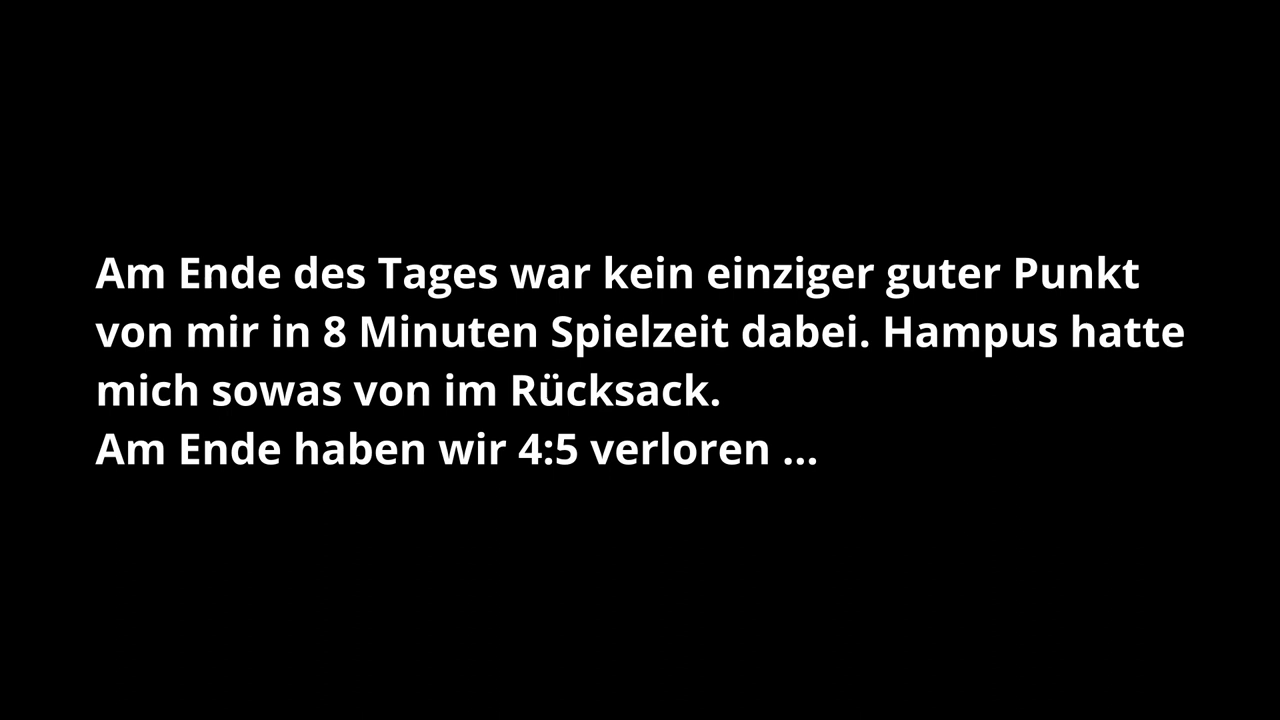 Am Ende des Tages war kein einziger guter Punkt
von mir in 8 Minuten Spielzeit dabei. Hampus hatte
mich sowas von im Rücksack.
Am Ende haben wir 4:5 verloren ...